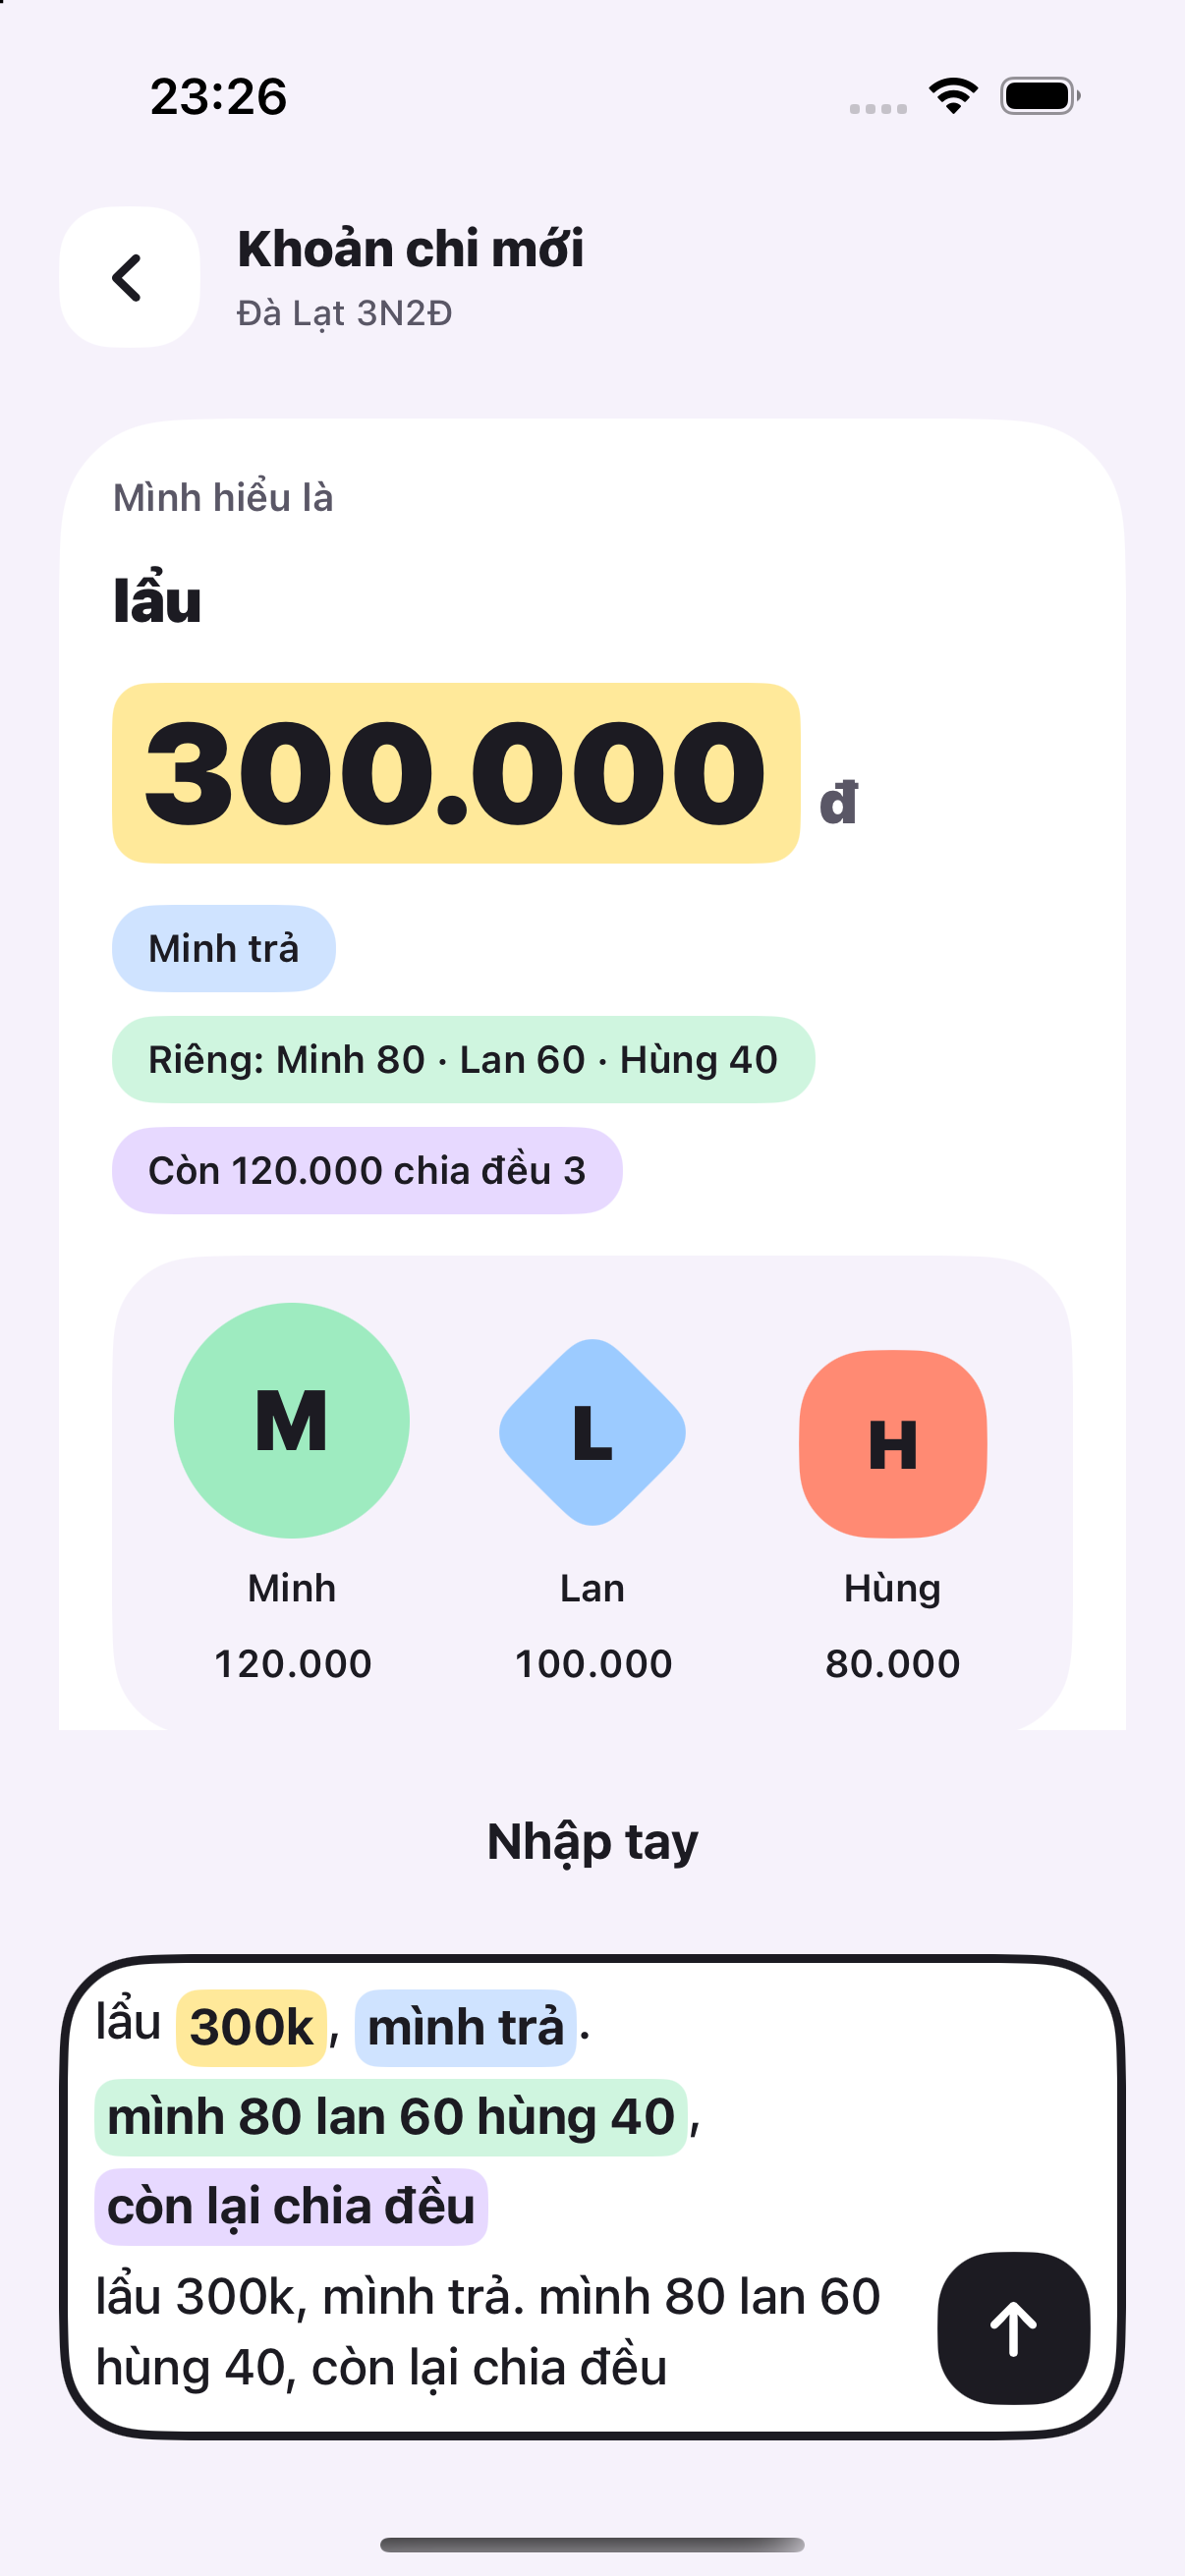 23:26
Khoản chi mới
Đà Lạt 3N2Đ
Mình hiểu là
lẩu
300.000 đ
Minh trả
Riêng: Minh 80 · Lan 60 · Hùng 40
Còn 120.000 chia đều 3
M L H
Minh Lan Hùng
120.000 100.000 80.000
Nhập tay
lẩu 300k, mình trả.
mình 80 lan 60 hùng 40,
còn lại chia đều
lẩu 300k, mình trả. mình 80 lan 60
hùng 40, còn lại chia đều